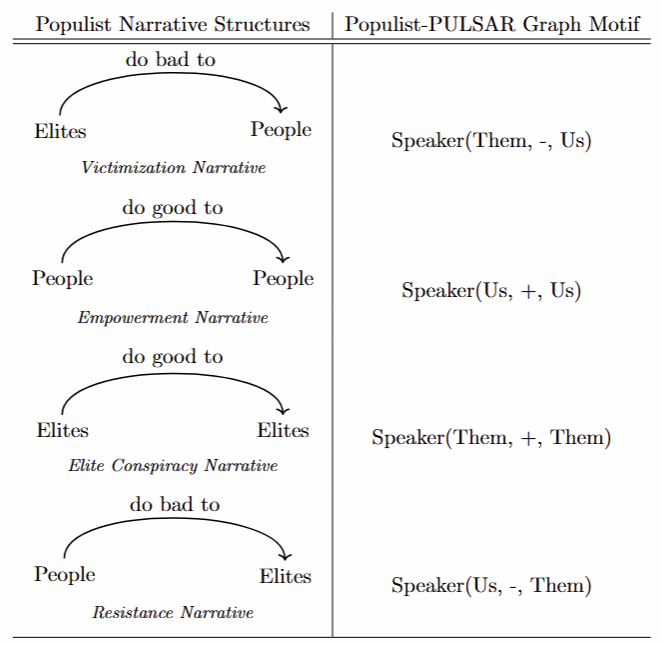 Populist Narrative Structures Populist-PULSAR Graph Motif
do bad to
Elites People
Speaker(Them, -, Us)
Victimization Narrative
do good to
People People
Speaker(Us, +, Us)
Empowerment Narrative
do good to
Elites Elites
Speaker(Them, +, Them)
Elite Conspiracy Narrative
do bad to
People Elites
Speaker(Us, -, Them)
Resistance Narrative